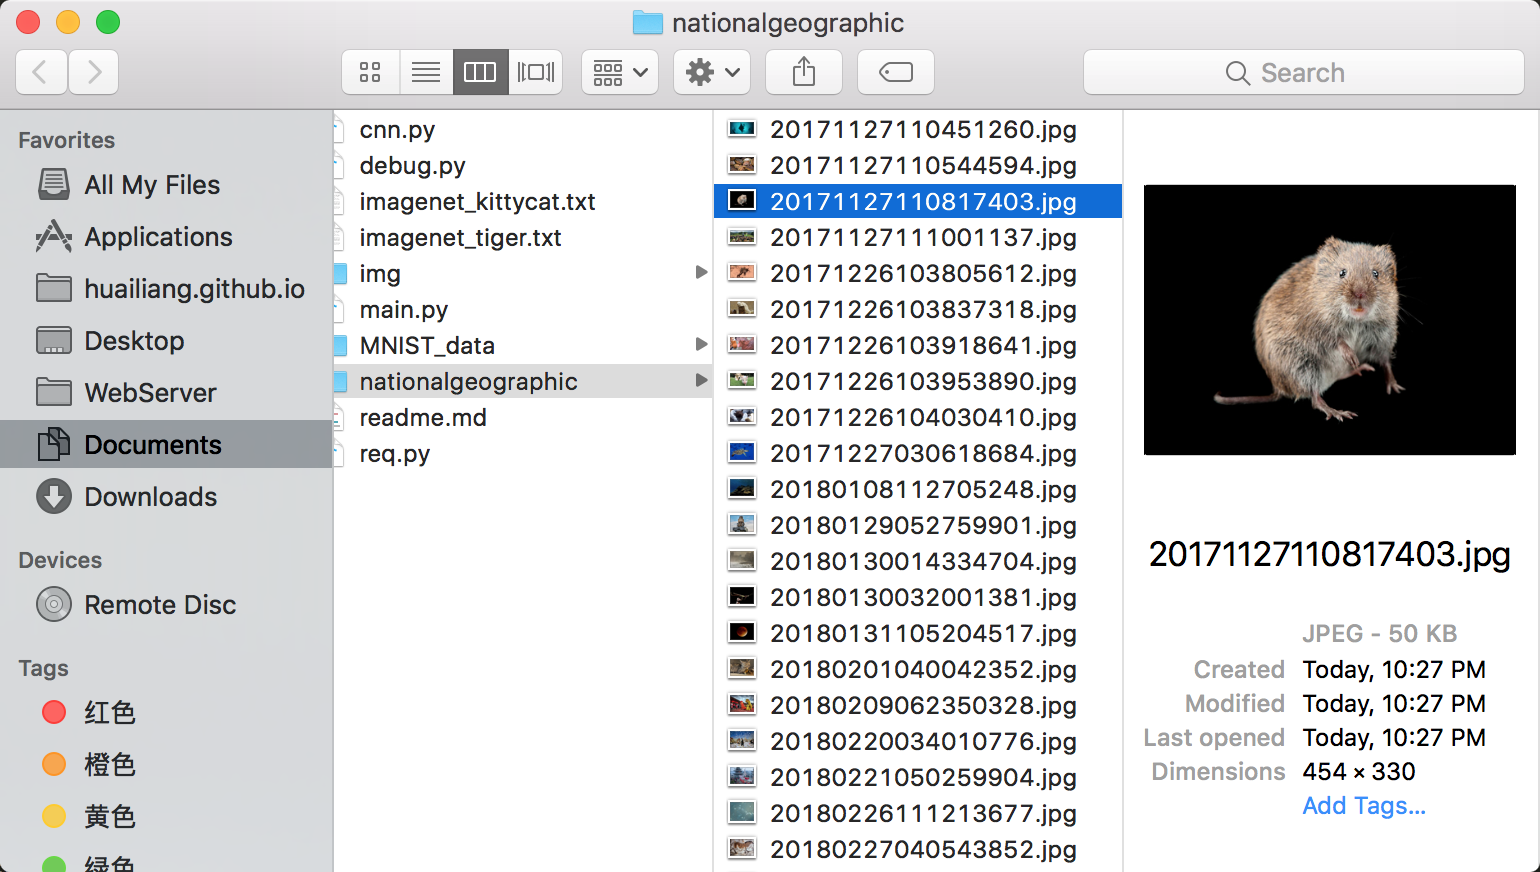 nationalgeographic
Search
Favorites
All My Files
Applications
huailiang.github.io
Desktop
WebServer
Documents
Downloads
Devices
Remote Disc
Tags
红色
橙色
黄色
绿色
cnn.py
debug.py
imagenet_kittycat.txt
imagenet_tiger.txt
img
main.py
MNIST_data
nationalgeographic
readme.md
req.py
20171127110451260.jpg
20171127110544594.jpg
20171127110817403.jpg
20171127111001137.jpg
20171226103805612.jpg
20171226103837318.jpg
20171226103918641.jpg
20171226103953890.jpg
20171226104030410.jpg
20171227030618684.jpg
20180108112705248.jpg
20180129052759901.jpg
20180130014334704.jpg
20180130032001381.jpg
20180131105204517.jpg
20180201040042352.jpg
20180209062350328.jpg
20180220034010776.jpg
20180221050259904.jpg
20180226111213677.jpg
20180227040543852.jpg
20171127110817403.jpg
JPEG - 50 KB
Created Today, 10:27 PM
Modified Today, 10:27 PM
Last opened Today, 10:27 PM
Dimensions 454 × 330
Add Tags...